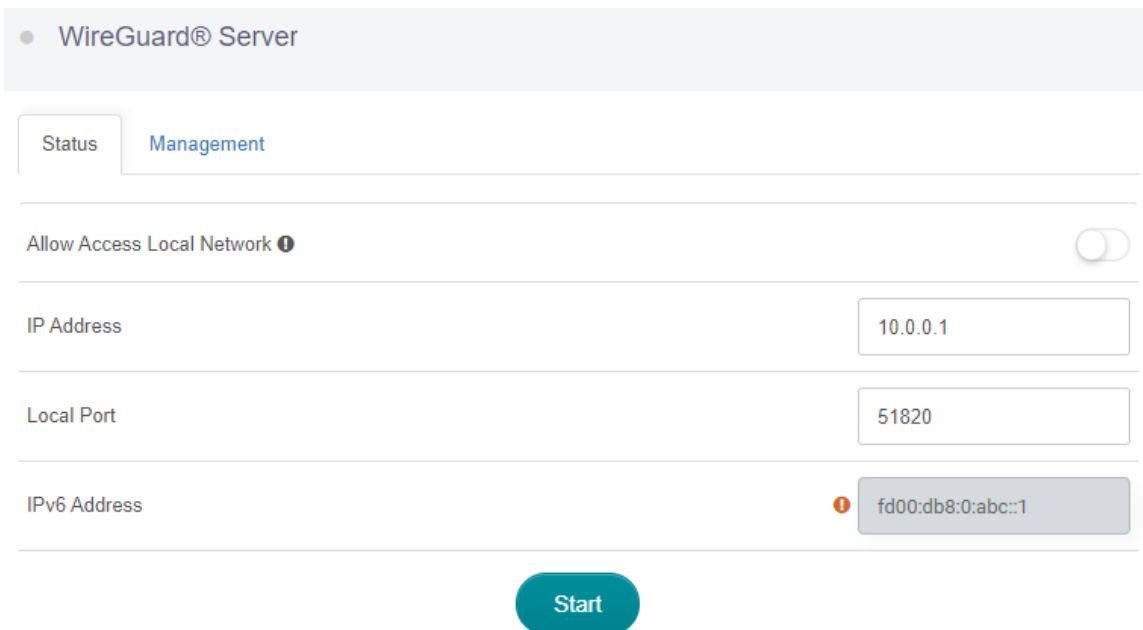 WireGuard® Server
Status Management
Allow Access Local Network
IP Address 10.0.0.1
Local Port 51820
IPv6 Address fd00:db8:0:abc::1
Start